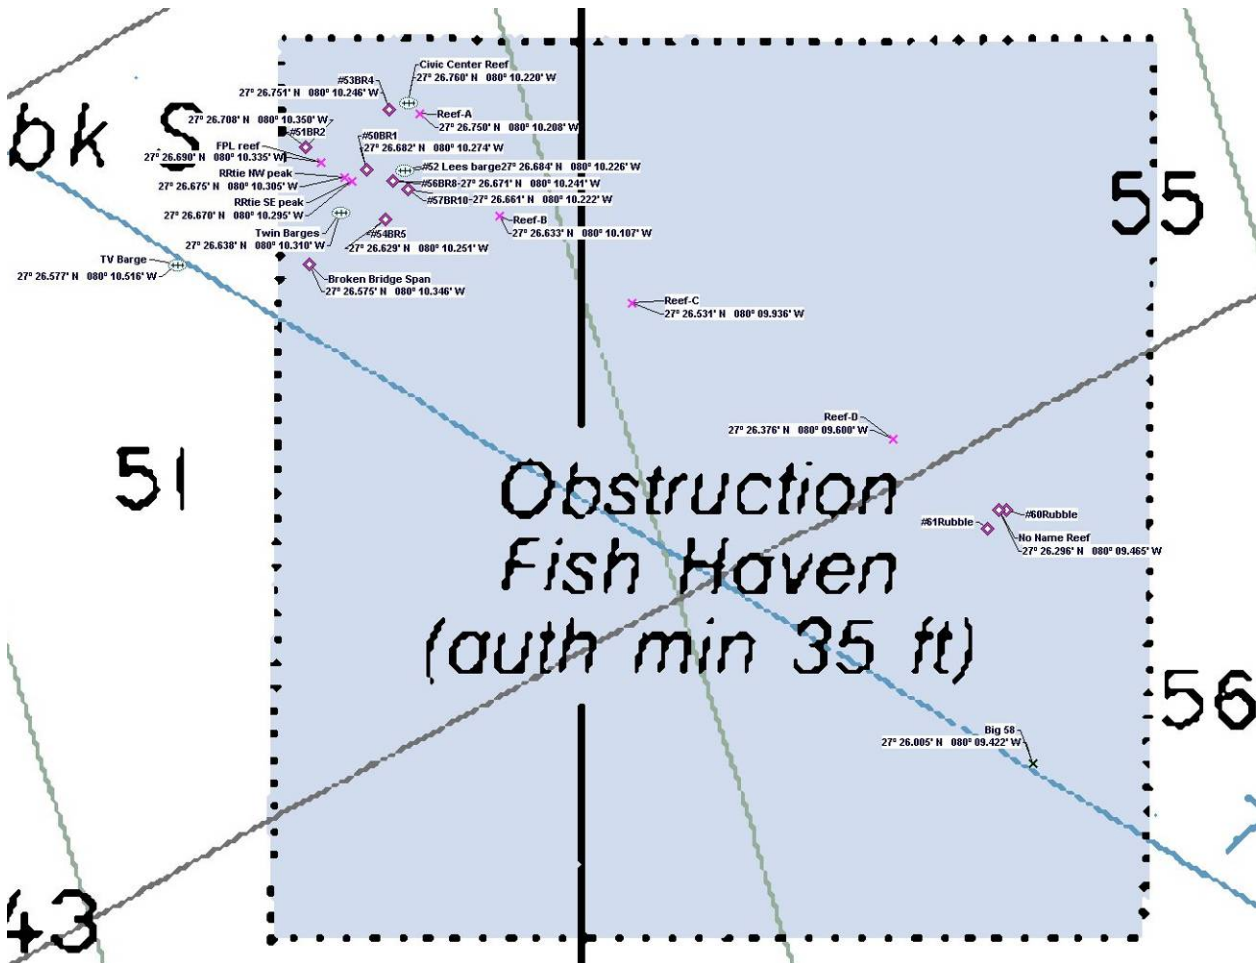 Civic Center Reef
27° 26.760' N 080° 10.220' W
#53BR4
27° 26.751' N 080° 10.246' W
Reef-A
27° 26.750' N 080° 10.208' W
27° 26.708' N 080° 10.350' W
#51BR2
bk S
#50BR1
27° 26.682' N 080° 10.274' W
FPL reef
27° 26.690' N 080° 10.335' W
#52 Lees barge27° 26.684' N 080° 10.226' W
RRtie NW peak
27° 26.675' N 080° 10.305' W
#56BR8-27° 26.671' N 080° 10.241' W
#57BR10-27° 26.661' N 080° 10.222' W
RRtie SE peak
27° 26.670' N 080° 10.295' W
55
Reef-B
27° 26.633' N 080° 10.107' W
Twin Barges
27° 26.638' N 080° 10.310' W
#54BR5
27° 26.629' N 080° 10.251' W
TV Barge
27° 26.577' N 080° 10.516' W
Broken Bridge Span
27° 26.575' N 080° 10.346' W
Reef-C
27° 26.531' N 080° 09.936' W
Reef-D
27° 26.376' N 080° 09.600' W
51
Obstruction
Fish Haven
(auth min 35 ft)
#60Rubble
#61Rubble
No Name Reef
27° 26.296' N 080° 09.465' W
56
Big 58
27° 26.005' N 080° 09.422' W
43